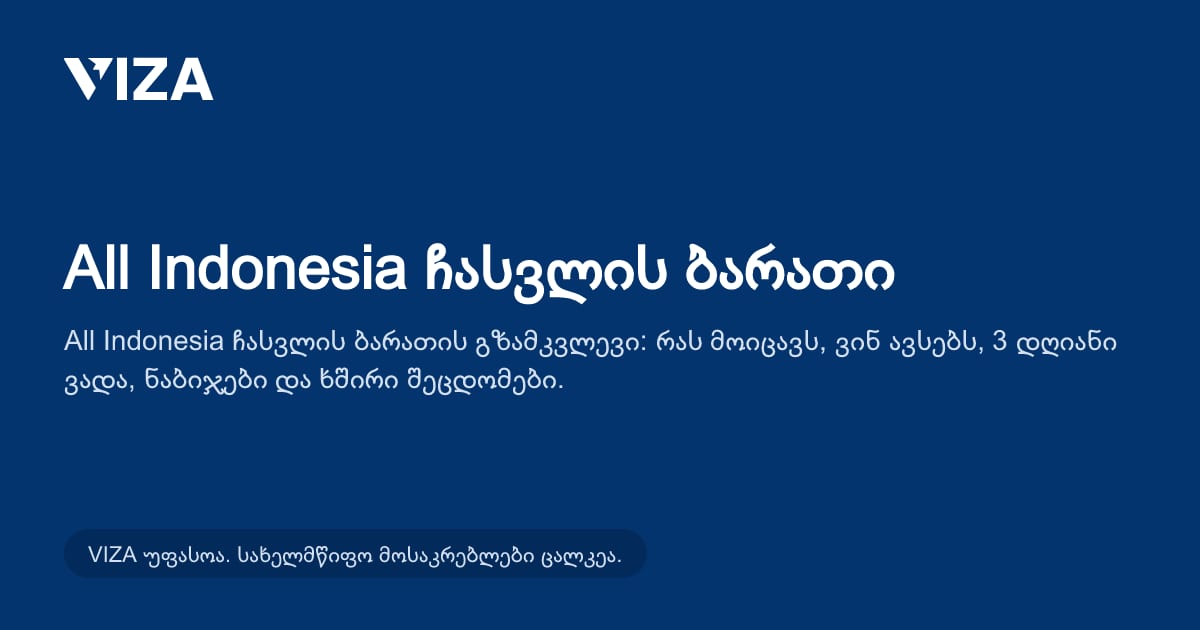 VIZA
All Indonesia ჩასვლის ბარათი
All Indonesia ჩასვლის ბარათის გზამკვლევი: რას მოიცავს, ვინ ავსებს, 3 დღიანი
ვადა, ნაბიჯები და ხშირი შეცდომები.
VIZA უფასოა. სახელმწიფო მოსაკრებლები ცალკეა.